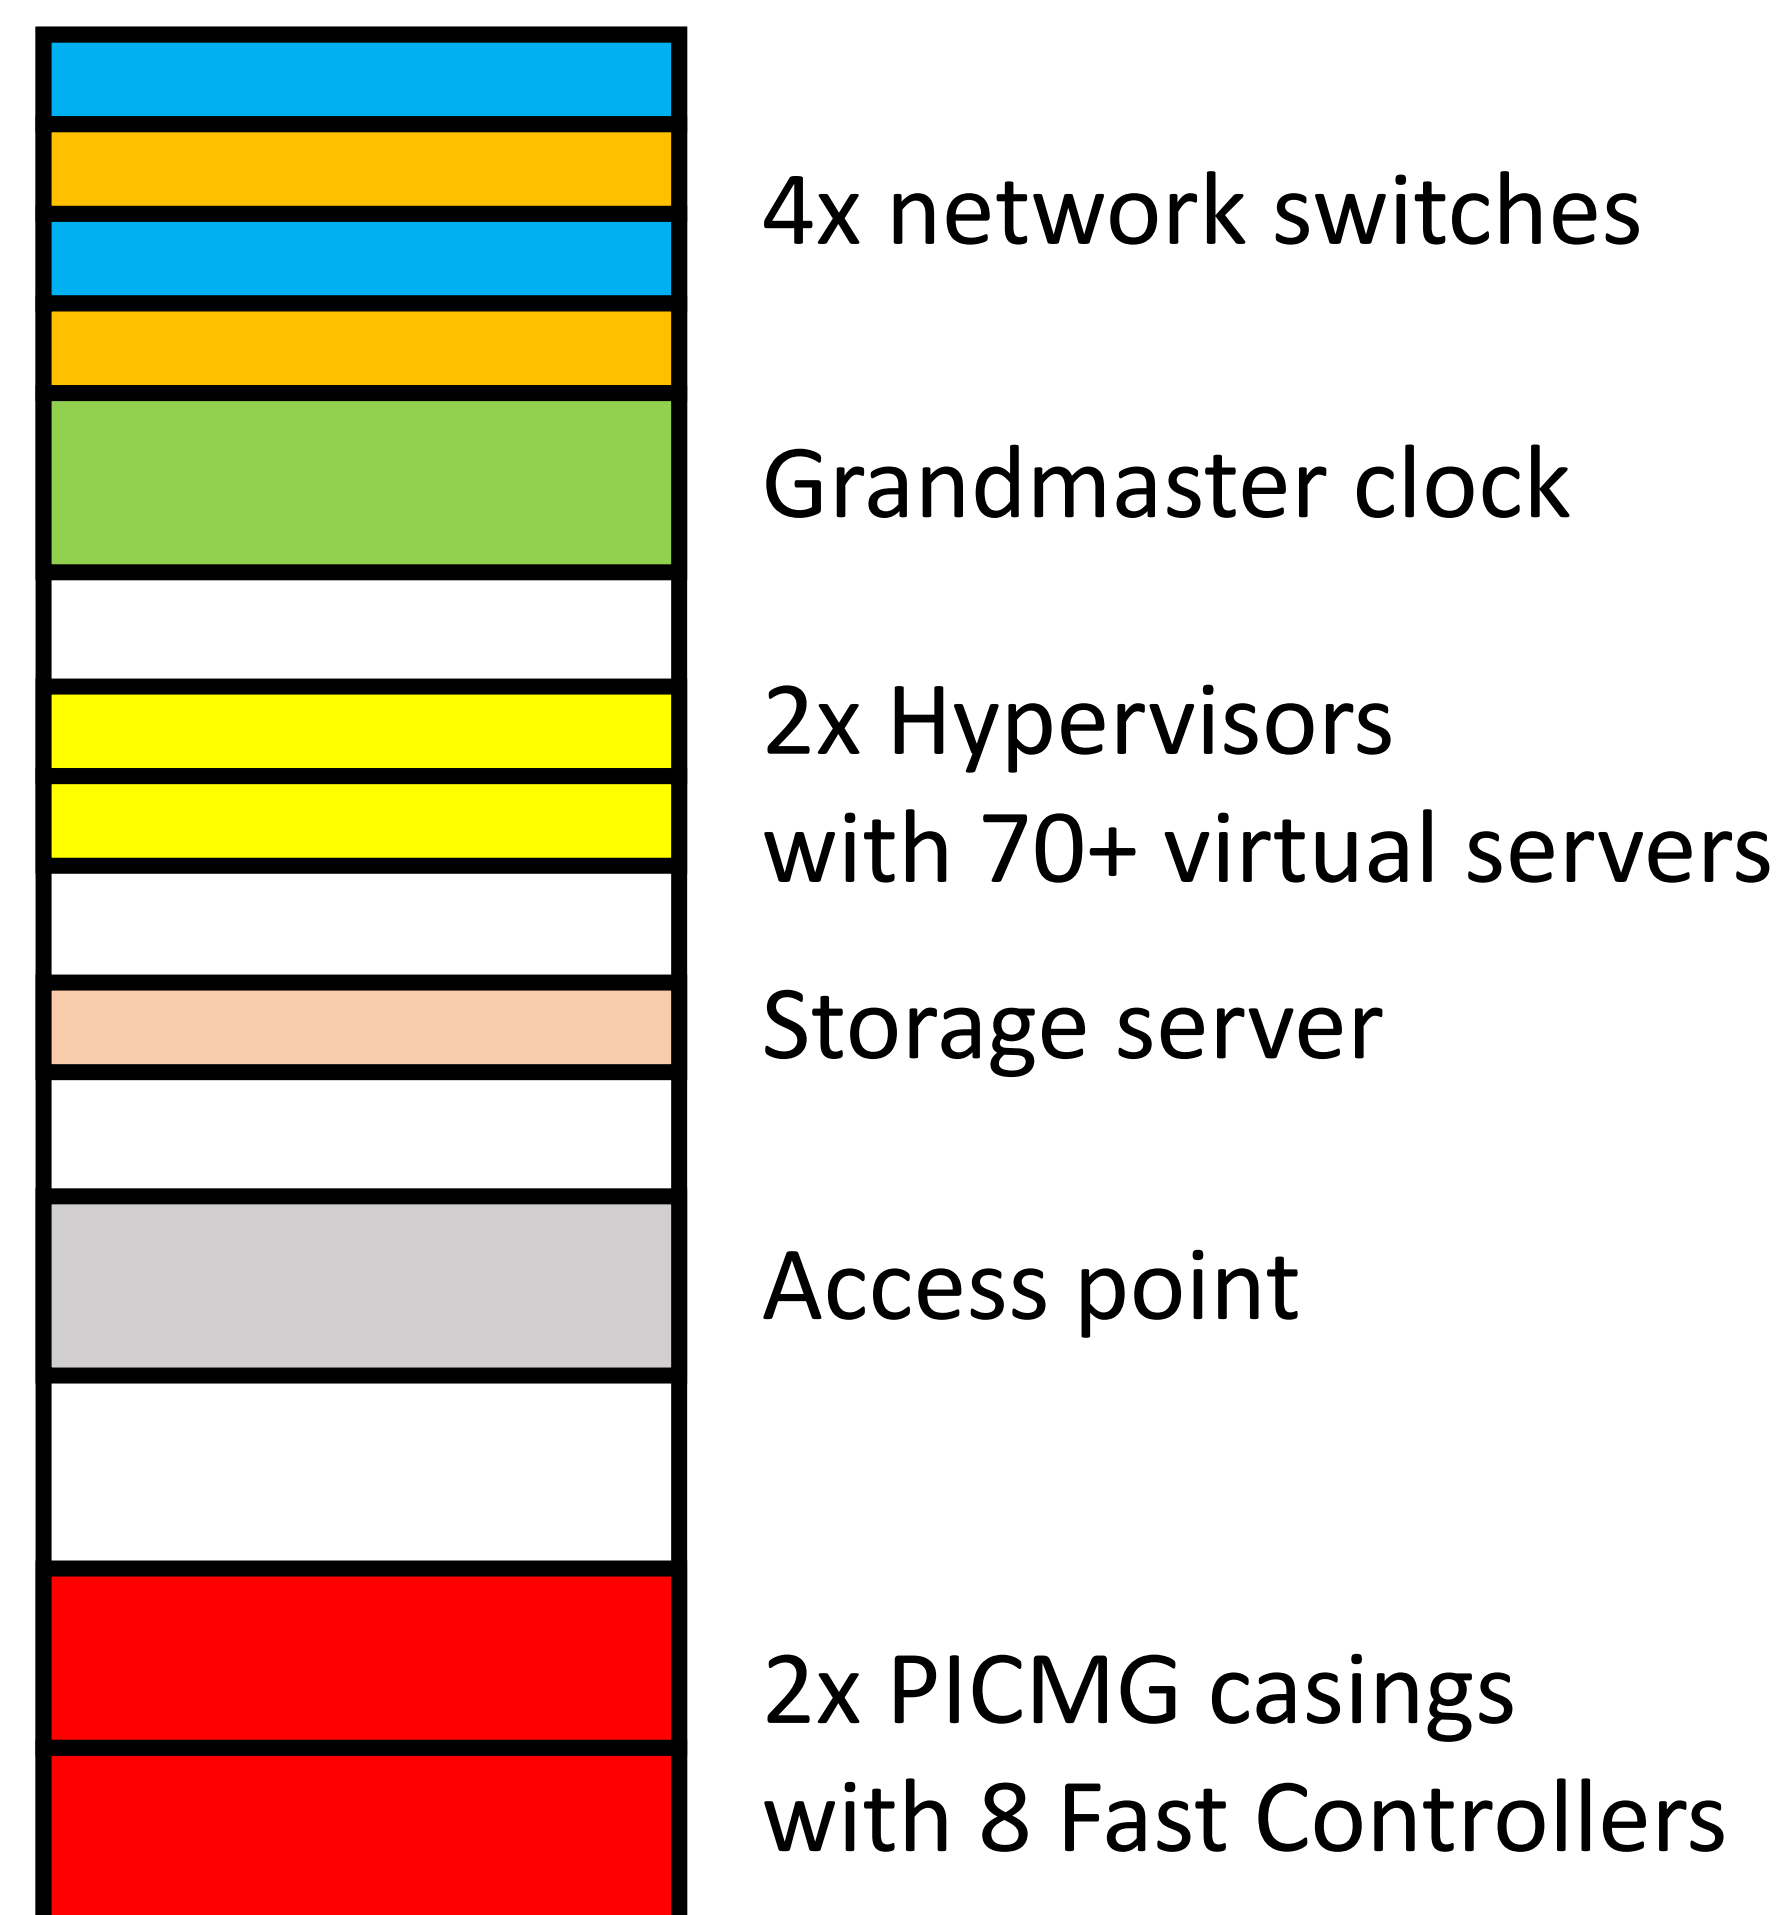 4x network switches
Grandmaster clock
2x Hypervisors
with 70+ virtual servers
Storage server
Access point
2x PICMG casings
with 8 Fast Controllers